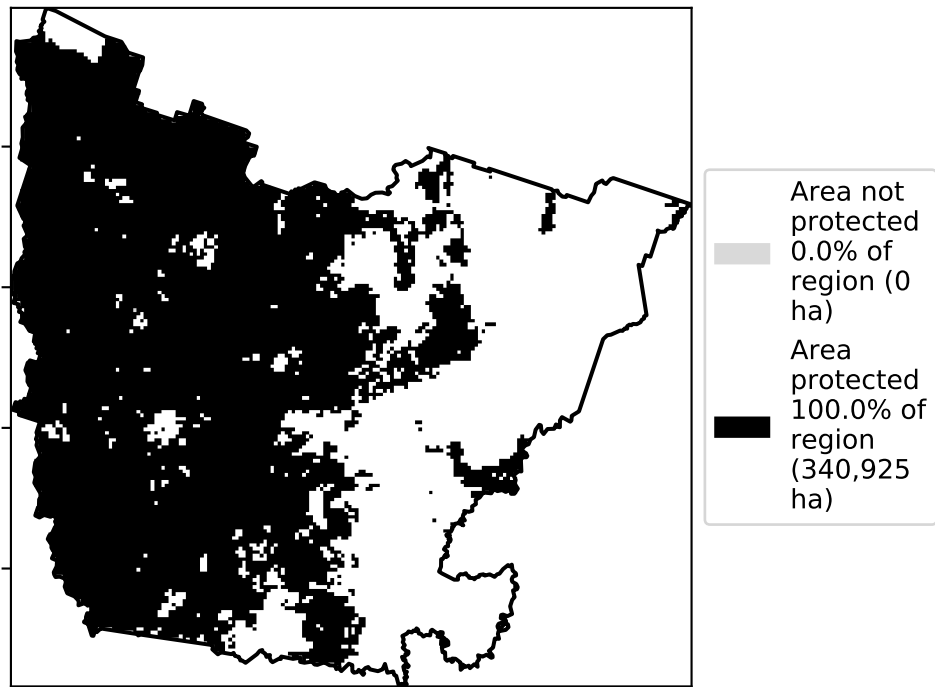 Area not
protected
0.0% of
region (0
ha)
Area
protected
100.0% of
region
(340,925
ha)